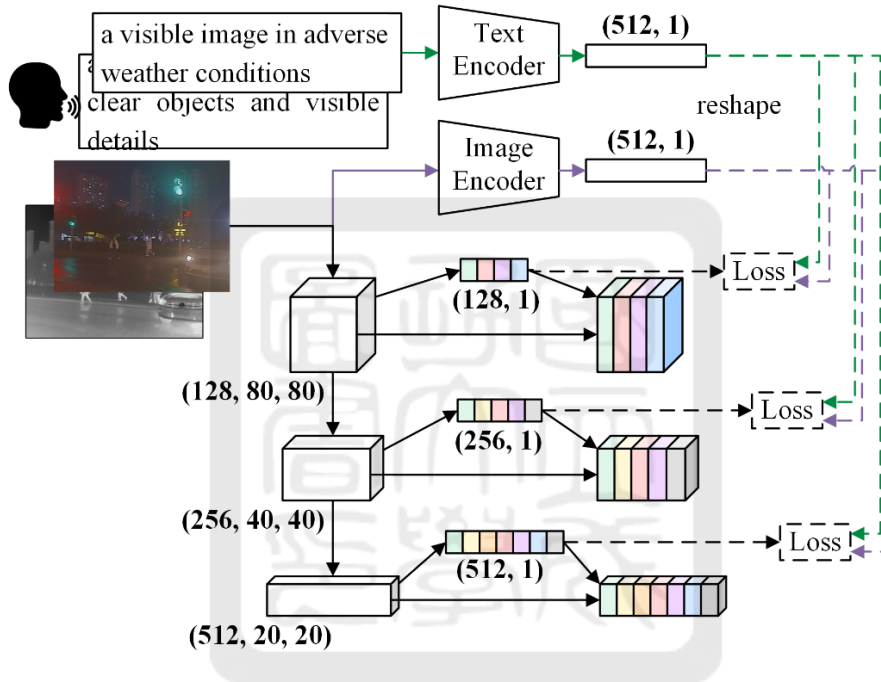 a visible image in adverse
weather conditions
a
clear objects and visible
details
Text
Encoder
(512, 1)
reshape
Image
Encoder
(512, 1)
Loss
(128, 1)
(128, 80, 80)
Loss
(256, 1)
(256, 40, 40)
Loss
(512, 1)
(512, 20, 20)